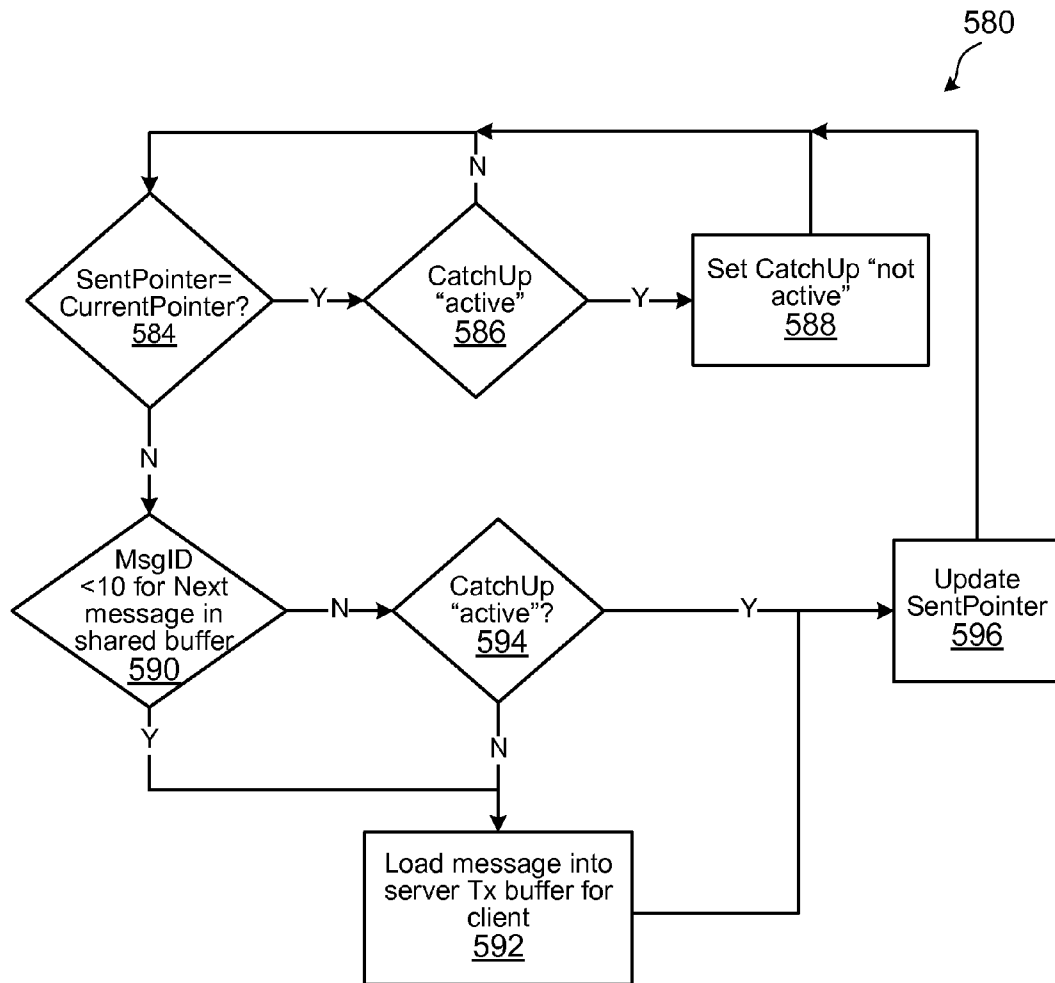 580
N
SentPointer=
CurrentPointer?
584
Y
CatchUp
“active”
586
Y
Set CatchUp “not
active”
588
N
MsgID
<10 for Next
message in
shared buffer
590
N
CatchUp
“active”?
594
Y
Update
SentPointer
596
Y
N
Load message into
server Tx buffer for
client
592